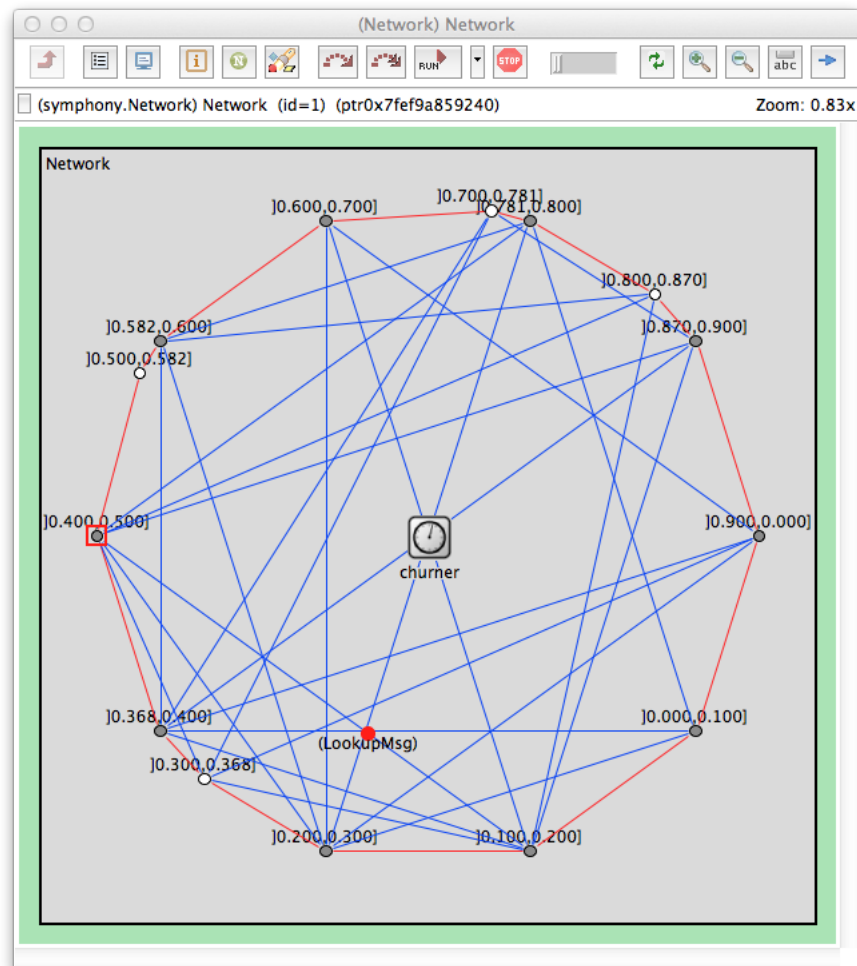 (Network) Network
RUN
STOP
abc
(symphony.Network) Network (id=1) (ptr0x7fef9a859240)
Zoom: 0.83x
Network
]0.700,0.781]
]0.600,0.700]
]0.781,0.800]
]0.800,0.870]
]0.582,0.600]
]0.870,0.900]
]0.500,0.582]
]0.400,0.500]
]0.900,0.000]
churner
]0.368,0.400]
]0.000,0.100]
(LookupMsg)
]0.300,0.368]
]0.200,0.300]
]0.100,0.200]